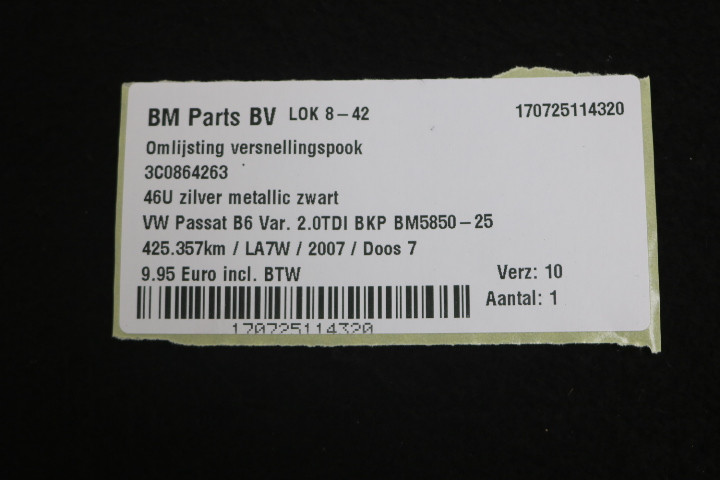 BM Parts BV LOK 8-42 170725114320
Omlijsting versnellingspook
3C0864263
46U zilver metallic zwart
VW Passat B6 Var. 2.0TDI BKP BM5850-25
425.357km / LA7W / 2007 / Doos 7
9.95 Euro incl. BTW Verz: 10
Aantal: 1
170725114320